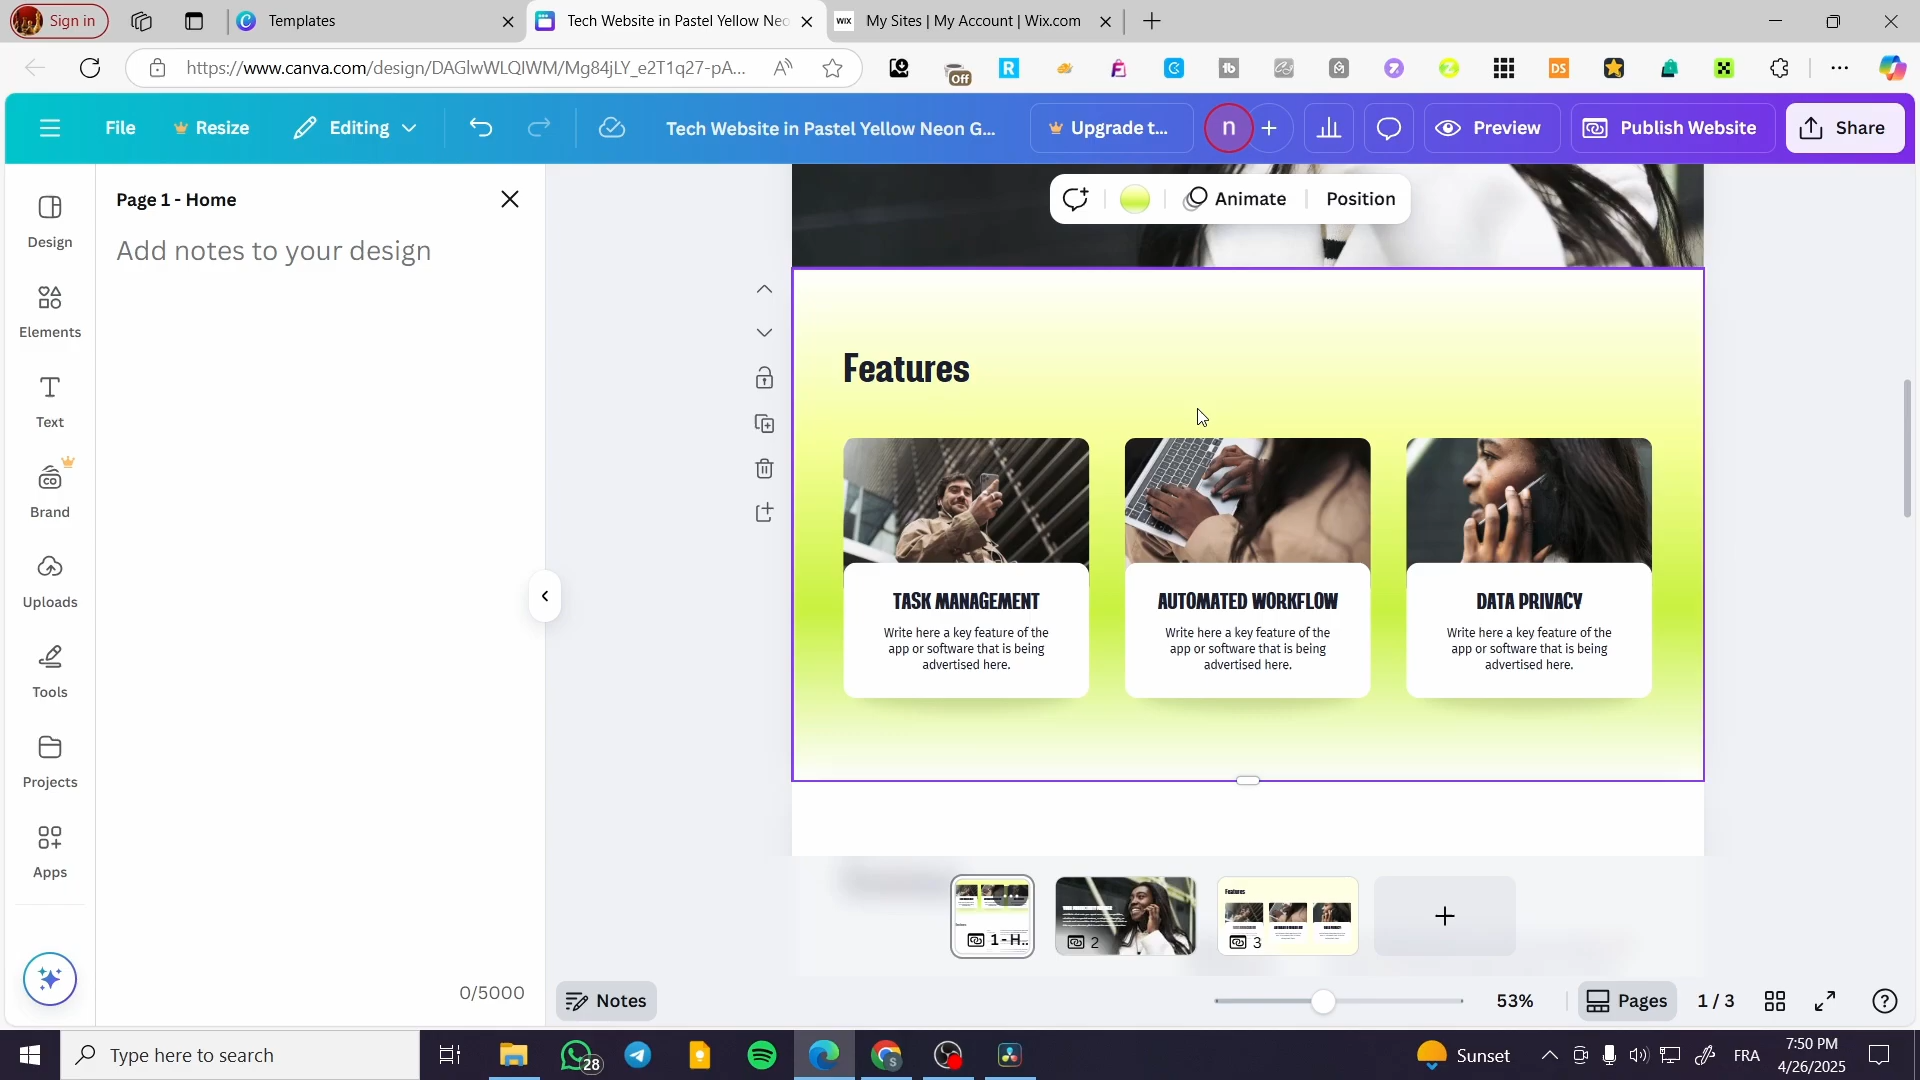 Sign in
Templates
Tech Website in Pastel Yellow Neo
WIX
My Sites | My Account | Wix.com
https://www.canva.com/design/DAGlwWLQIWM/Mg84jLY_e2T1q27-pA...
Off
File
Resize
Editing
Tech Website in Pastel Yellow Neon G...
Upgrade t...
n
Preview
Publish Website
Share
Design
Elements
Text
Brand
Uploads
Tools
Projects
Apps
Page 1 - Home
Add notes to your design
0/5000
Animate
Position
Features
TASK MANAGEMENT
Write here a key feature of the
app or software that is being
advertised here.
AUTOMATED WORKFLOW
Write here a key feature of the
app or software that is being
advertised here.
DATA PRIVACY
Write here a key feature of the
app or software that is being
advertised here.
1 - H...
2
Features
3
Notes
53%
Pages
1 / 3
Type here to search
28
Sunset
FRA
7:50 PM
4/26/2025